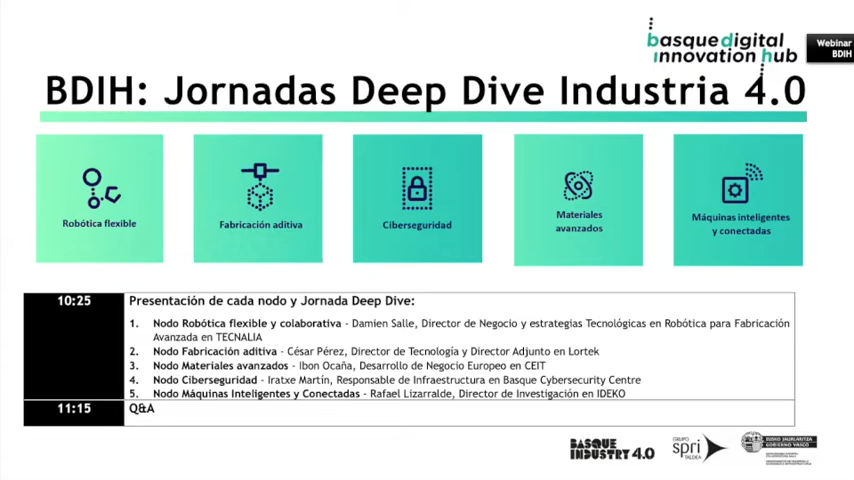 basque digital
innovation hub
Webinar
BDIH
BDIH: Jornadas Deep Dive Industria 4.0
Robótica flexible
Fabricación aditiva
Ciberseguridad
Materiales
avanzados
Máquinas inteligentes
y conectadas
10:25
Presentación de cada nodo y Jornada Deep Dive:
1. Nodo Robótica flexible y colaborativa - Damien Salle, Director de Negocio y estrategias Tecnológicas en Robótica para Fabricación
Avanzada en TECNALIA
2. Nodo Fabricación aditiva - César Pérez, Director de Tecnología y Director Adjunto en Lortek
3. Nodo Materiales avanzados - Ibon Ocaña, Desarrollo de Negocio Europeo en CEIT
4. Nodo Ciberseguridad - Iratxe Martín, Responsable de Infraestructura en Basque Cybersecurity Centre
5. Nodo Máquinas Inteligentes y Conectadas - Rafael Lizarralde, Director de Investigación en IDEKO
11:15
Q&A
BASQUE
INDUSTRY 4.0
GRUPO
spri
TALDEA
EUSKO JAURLARITZA
GOBIERNO VASCO